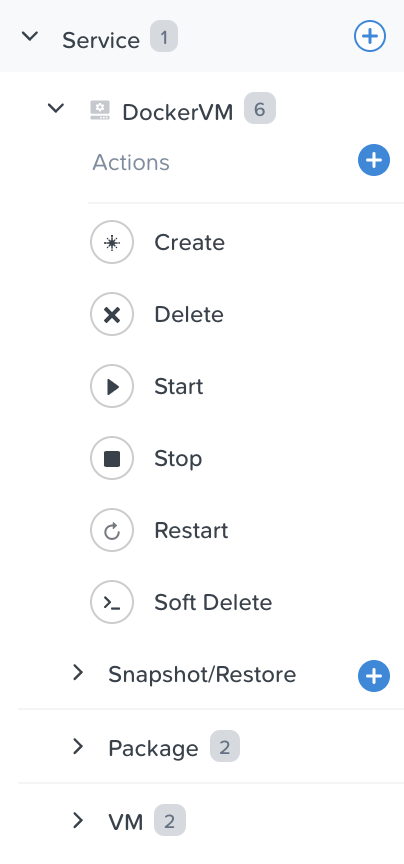 Service 1
DockerVM 6
Actions
Create
Delete
Start
Stop
Restart
Soft Delete
Snapshot/Restore
Package 2
VM 2